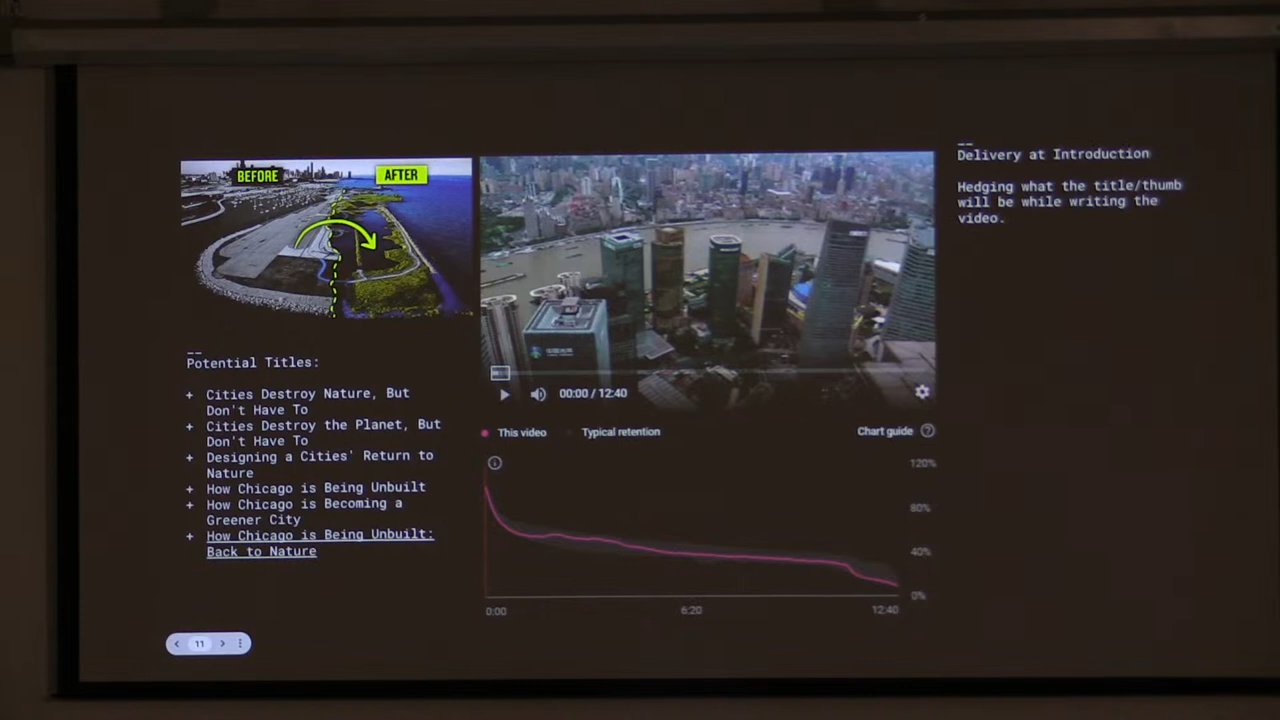 BEFORE
AFTER
--
Potential Titles:
+ Cities Destroy Nature, But
Don't Have To
+ Cities Destroy the Planet, But
Don't Have To
+ Designing a Cities' Return to
Nature
+ How Chicago is Being Unbuilt
+ How Chicago is Becoming a
Greener City
+ How Chicago is Being Unbuilt:
Back to Nature
11
00:00 / 12:40
This video
Typical retention
Chart guide
120%
80%
40%
0%
0:00
6:20
12:40
--
Delivery at Introduction
Hedging what the title/thumb
will be while writing the
video.